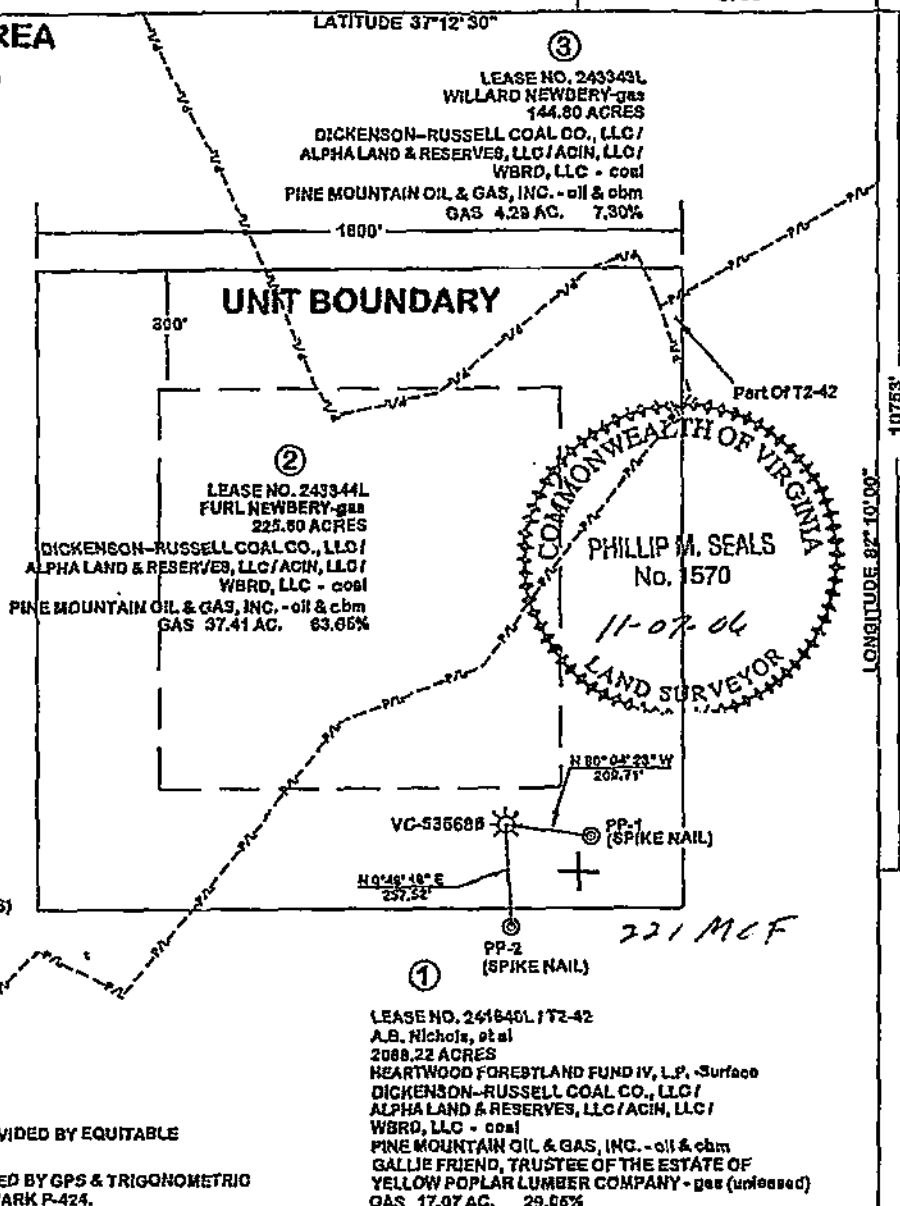 LATITUDE 37°12'30"
REA
③
LEASE NO. 243343L
WILLARD NEWBERY-gas
144.80 ACRES
DICKENSON-RUSSELL COAL CO., LLC/
ALPHA LAND & RESERVES, LLC/ACIN, LLC/
WBRD, LLC - coal
PINE MOUNTAIN OIL & GAS, INC. - oil & cbm
GAS 4.29 AC. 7.30%
1600'
UNIT BOUNDARY
300'
Part Of T2-42
10753'
LONGITUDE 82°10'00"
②
LEASE NO. 243344L
FURL NEWBERY-gas
225.60 ACRES
DICKENSON-RUSSELL COAL CO., LLC/
ALPHA LAND & RESERVES, LLC/ACIN, LLC/
WBRD, LLC - coal
PINE MOUNTAIN OIL & GAS, INC. - oil & cbm
GAS 37.41 AC. 63.65%
COMMONWEALTH OF VIRGINIA
PHILLIP M. SEALS
No. 1570
11-07-06
LAND SURVEYOR
N 80°04'23" W
209.71'
VC-535686
PP-1
(SPIKE NAIL)
257.52'
PP-2
(SPIKE NAIL)
221 MCF
①
LEASE NO. 241640L / T2-42
A.B. Nichols, et al
2088.22 ACRES
HEARTWOOD FORESTLAND FUND IV, L.P. -Surface
DICKENSON-RUSSELL COAL CO., LLC/
ALPHA LAND & RESERVES, LLC/ACIN, LLC/
WBRD, LLC - coal
PINE MOUNTAIN OIL & GAS, INC. - oil & cbm
GALLIE FRIEND, TRUSTEE OF THE ESTATE OF
YELLOW POPLAR LUMBER COMPANY - gas (unleased)
GAS 17.07 AC. 29.05%
VIDED BY EQUITABLE
ED BY GPS & TRIGONOMETRIC
ARK P-424.